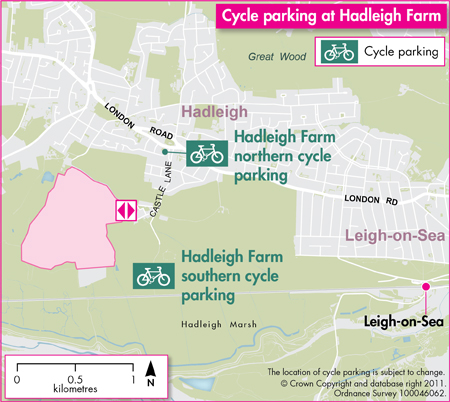 Cycle parking at Hadleigh Farm
Great Wood
Cycle parking
Hadleigh
LONDON ROAD
Hadleigh Farm
northern cycle
parking
CASTLE LANE
LONDON RD
Leigh-on-Sea
Hadleigh Farm
southern cycle
parking
Leigh-on-Sea
Hadleigh Marsh
0 0.5 1
kilometres
N
The location of cycle parking is subject to change.
© Crown Copyright and database right 2011.
Ordnance Survey 100046062.